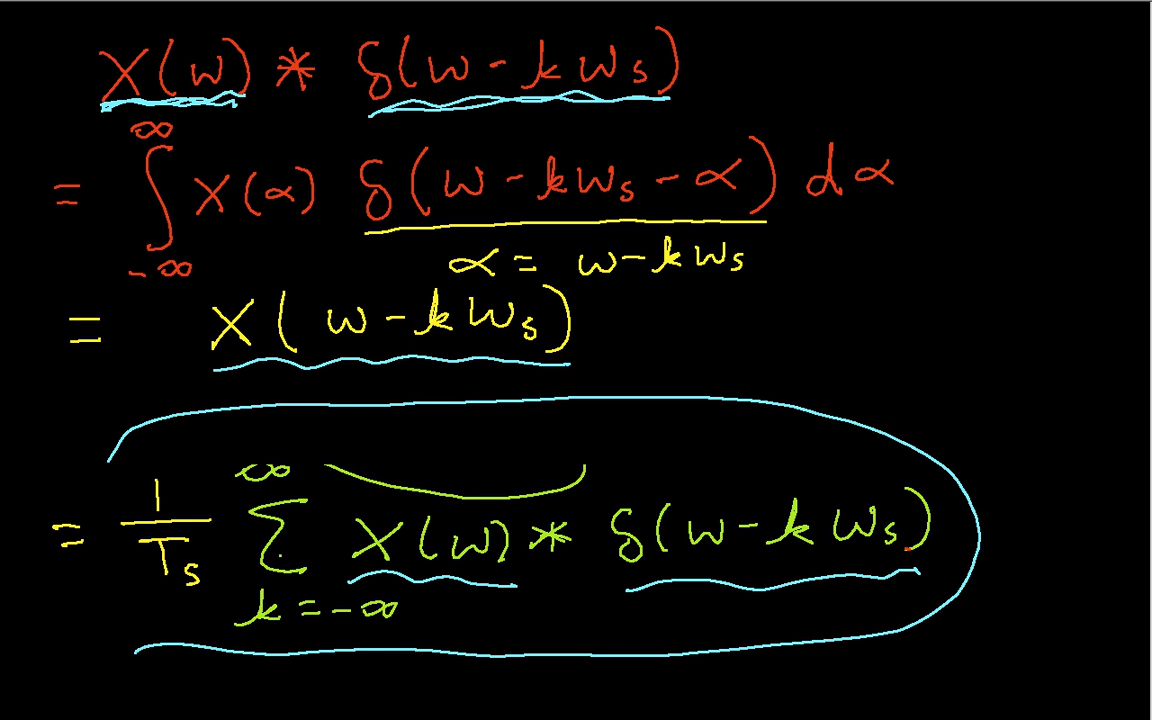 X(w) * δ(w - kws)
= ∫_{-∞}^{∞} X(α) δ(w - kws - α) dα
α = w - kws
= X(w - kws)
= 1/Ts ∑_{k=-∞}^{∞} X(w) * δ(w - kws)